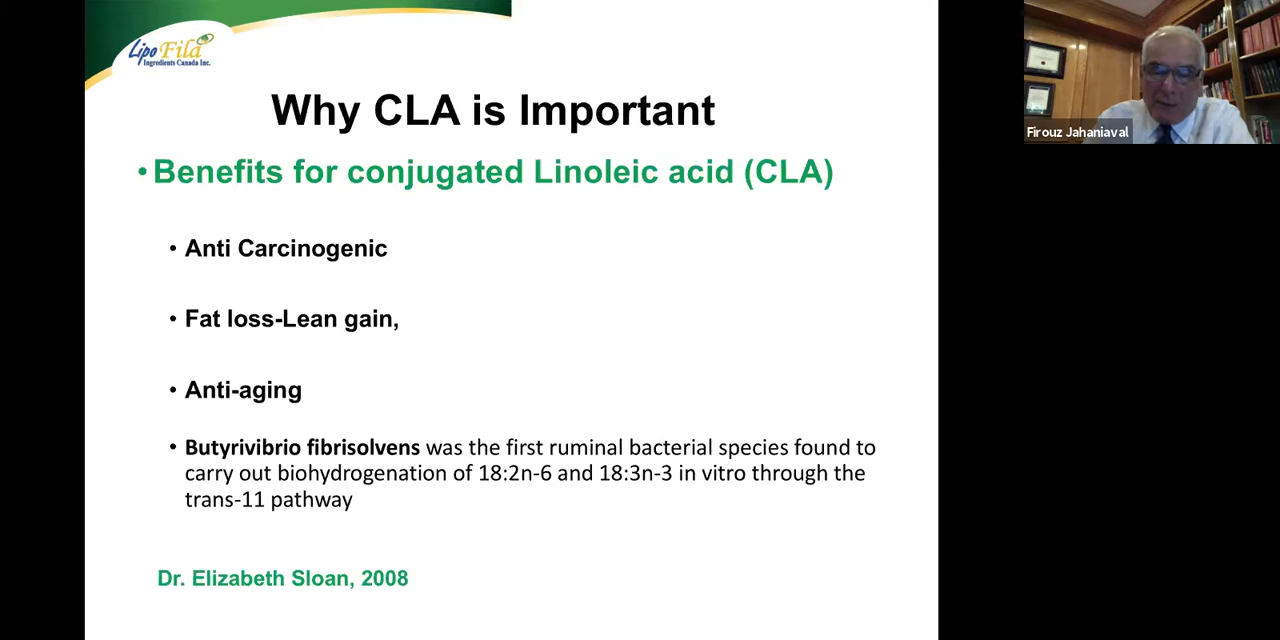 Lipo Fila
Ingredients Canada Inc.
Why CLA is Important
• Benefits for conjugated Linoleic acid (CLA)
• Anti Carcinogenic
• Fat loss-Lean gain,
• Anti-aging
• Butyrivibrio fibrisolvens was the first ruminal bacterial species found to
carry out biohydrogenation of 18:2n-6 and 18:3n-3 in vitro through the
trans-11 pathway
Dr. Elizabeth Sloan, 2008
Firouz Jahaniaval